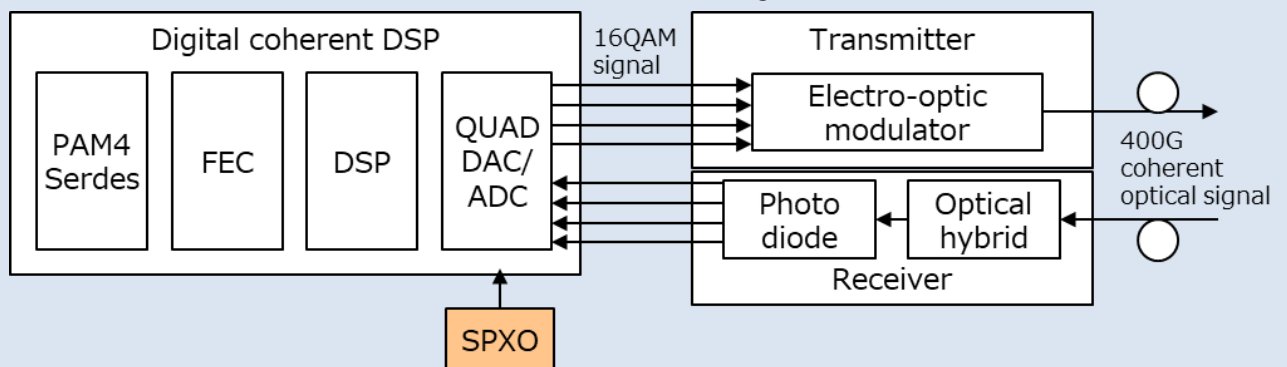 Digital coherent DSP
PAM4
Serdes
FEC
DSP
QUAD
DAC/
ADC
16QAM
signal
Transmitter
Electro-optic
modulator
400G
coherent
optical signal
Photo
diode
Optical
hybrid
Receiver
SPXO